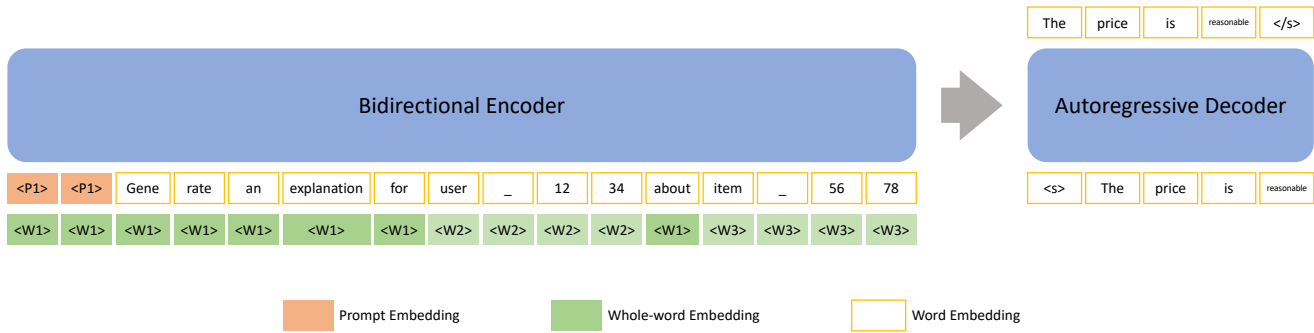 The price is reasonable </s>
Bidirectional Encoder
Autoregressive Decoder
<P1> <P1> Gene rate an explanation for user _ 12 34 about item _ 56 78
<s> The price is reasonable
<W1> <W1> <W1> <W1> <W1> <W1> <W1> <W2> <W2> <W2> <W2> <W1> <W3> <W3> <W3> <W3>
Prompt Embedding
Whole-word Embedding
Word Embedding